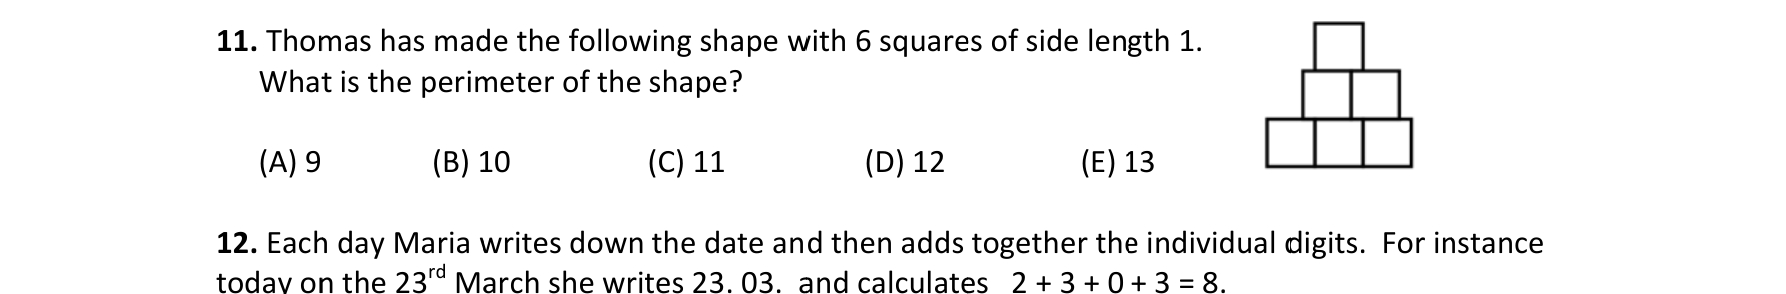 11. Thomas has made the following shape with 6 squares of side length 1.
What is the perimeter of the shape?
(A) 9 (B) 10 (C) 11 (D) 12 (E) 13
12. Each day Maria writes down the date and then adds together the individual digits. For instance
today on the 23rd March she writes 23. 03. and calculates 2 + 3 + 0 + 3 = 8.